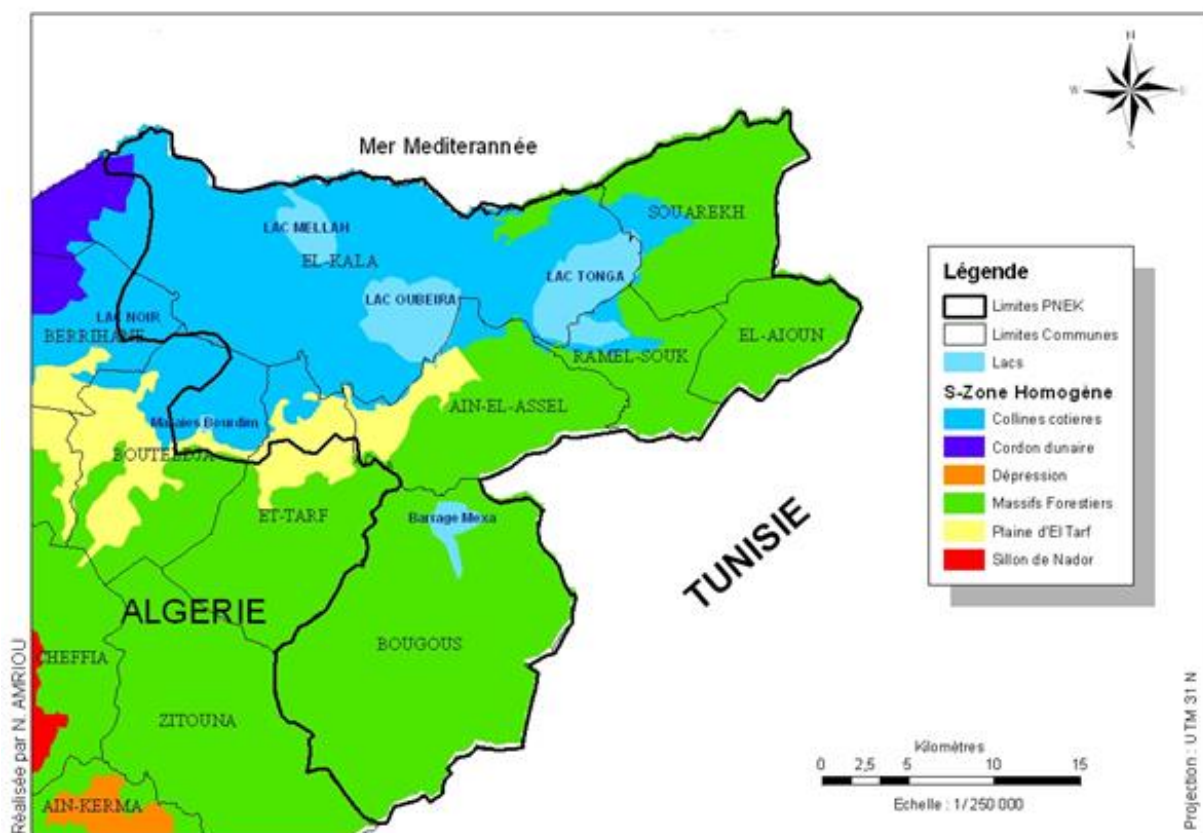 N
W
E
S
Mer Mediterannée
SOUAREKH
LAC MELLAH
EL-KALA
LAC TONGA
LAC OUBEIRA
LAC NOIR
BERRIHANE
EL-AIOUN
RAMEL-SOUK
AIN-EL-ASSEL
Marais Bourdim
BOUTELDJA
ET-TARF
Barrage Mexa
TUNISIE
ALGERIE
CHEFFIA
BOUGOUS
ZITOUNA
AIN-KERMA
Légende
Limites PNEK
Limites Communes
Lacs
S-Zone Homogène
Collines cotieres
Cordon dunaire
Dépression
Massifs Forestiers
Plaine d'El Tarf
Sillon de Nador
Kilomètres
0 2,5 5 10 15
Echelle : 1/250 000
Réalisée par N. AMRIOU
Projection : UTM 31 N